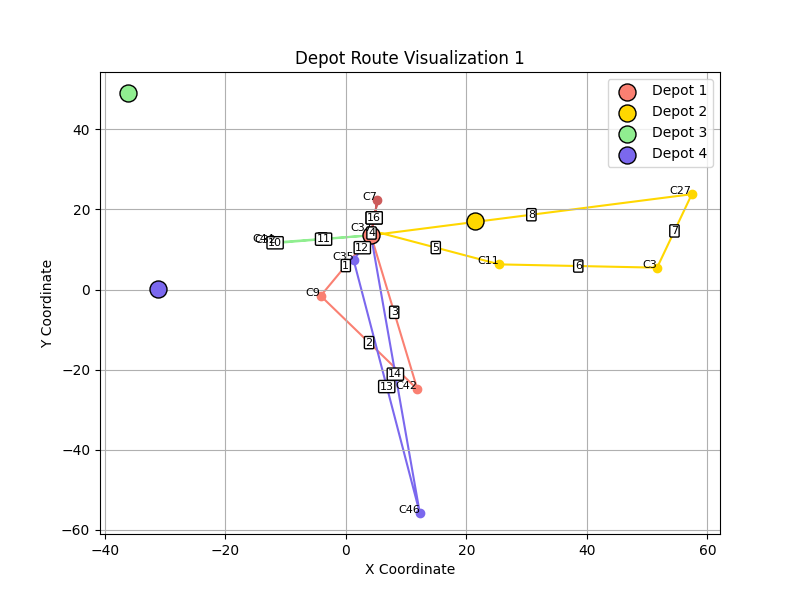 Depot Route Visualization 1
Depot 1
Depot 2
Depot 3
Depot 4
Y Coordinate
40
20
0
−20
−40
−60
C7
16
C27
8
4
7
11
10
12
5
C11
6
C3
C35
1
C9
3
2
14
13
C42
C46
−40
−20
0
20
40
60
X Coordinate